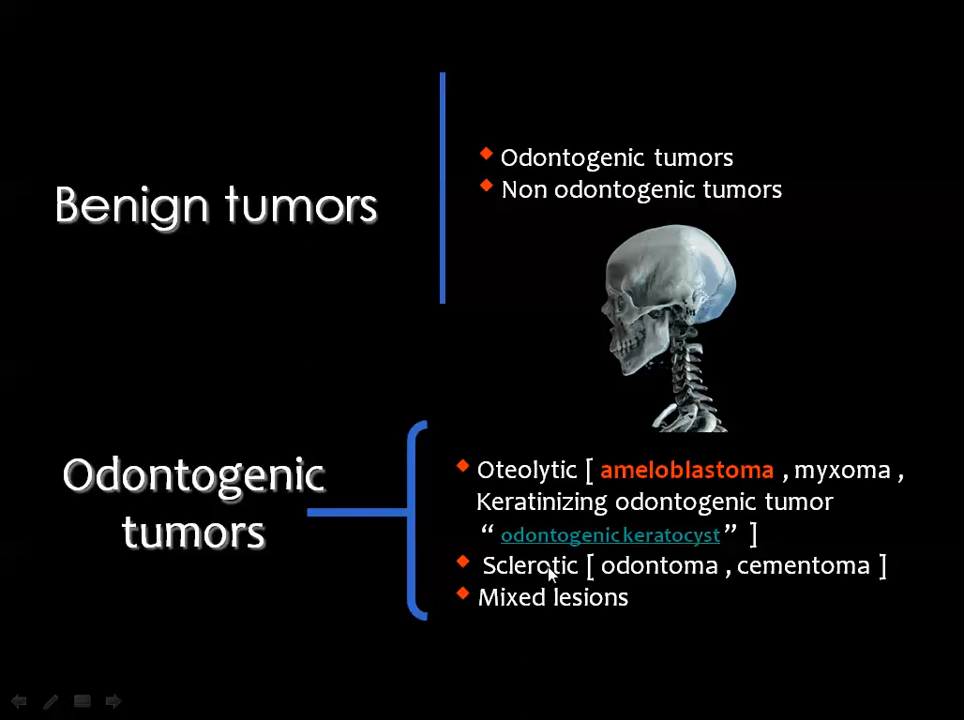 Benign tumors
Odontogenic tumors
Non odontogenic tumors
Odontogenic
tumors
Oteolytic [ ameloblastoma , myxoma ,
Keratinizing odontogenic tumor
“ odontogenic keratocyst ” ]
Sclerotic [ odontoma , cementoma ]
Mixed lesions